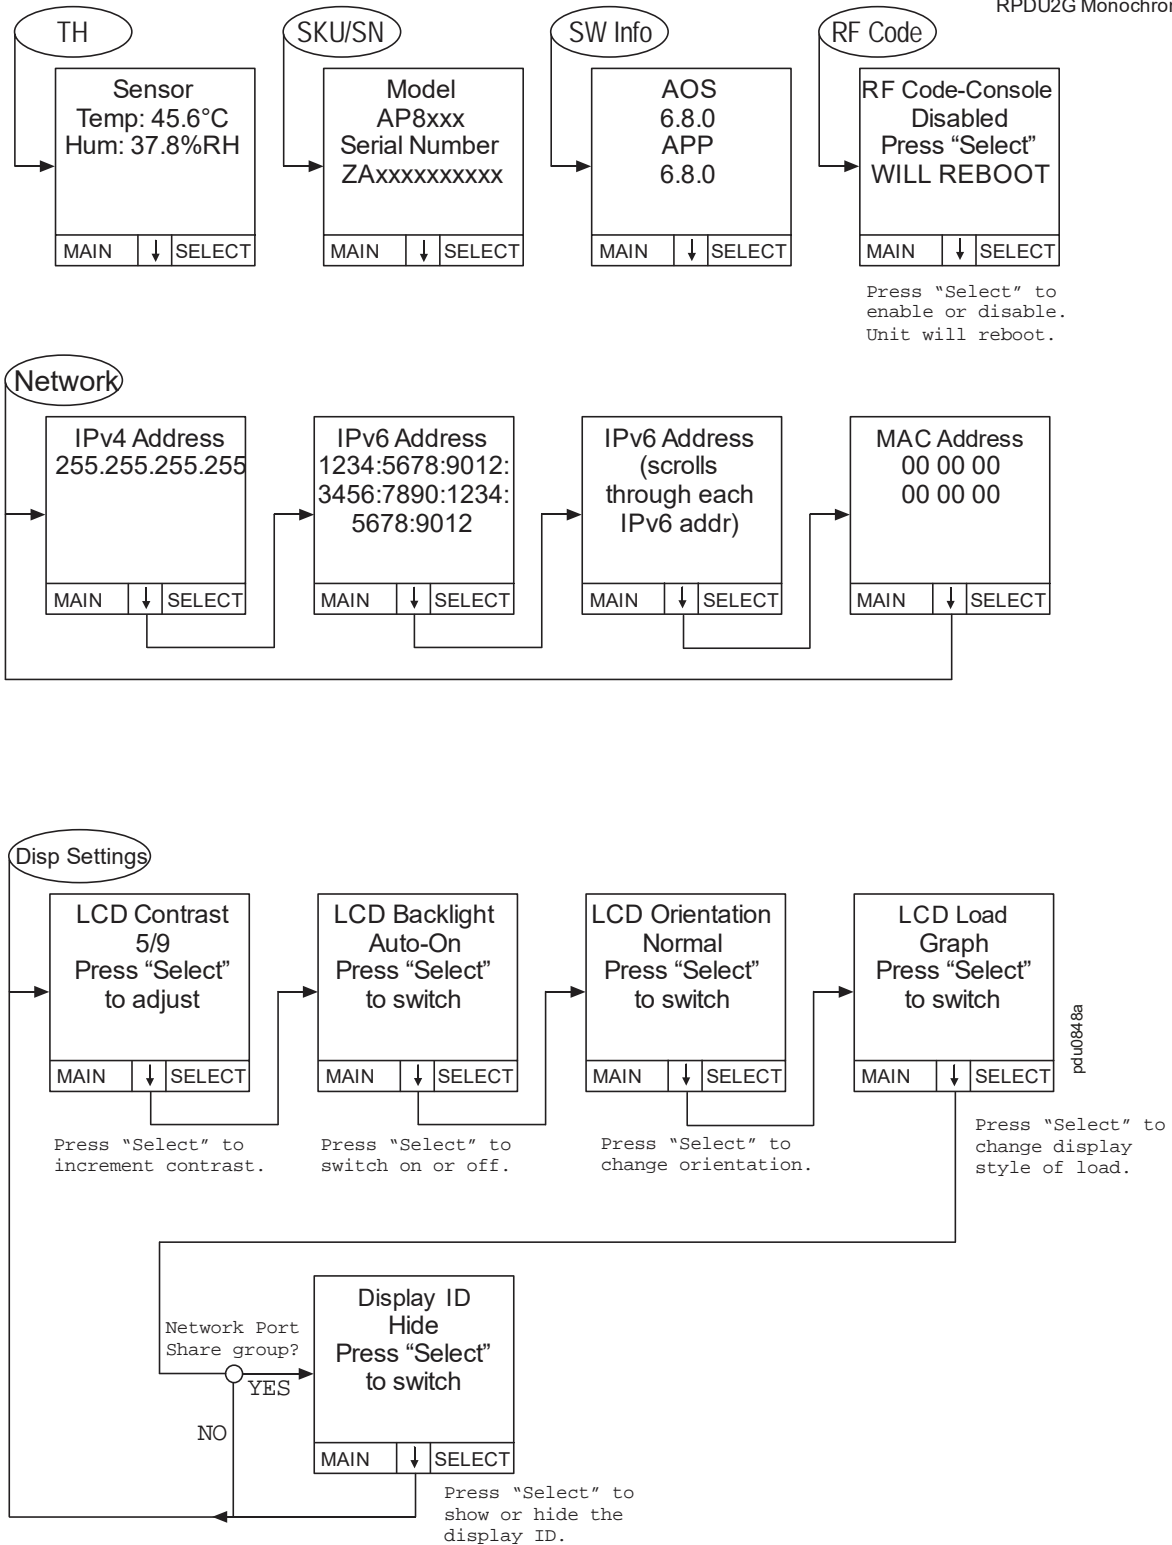 RPDU2G Monochro
TH
Sensor
Temp: 45.6°C
Hum: 37.8%RH
MAIN ↓ SELECT
SKU/SN
Model
AP8xxx
Serial Number
ZAxxxxxxxxxx
MAIN ↓ SELECT
SW Info
AOS
6.8.0
APP
6.8.0
MAIN ↓ SELECT
RF Code
RF Code-Console
Disabled
Press “Select”
WILL REBOOT
MAIN ↓ SELECT
Press “Select” to
enable or disable.
Unit will reboot.
Network
IPv4 Address
255.255.255.255
MAIN ↓ SELECT
IPv6 Address
1234:5678:9012:
3456:7890:1234:
5678:9012
MAIN ↓ SELECT
IPv6 Address
(scrolls
through each
IPv6 addr)
MAIN ↓ SELECT
MAC Address
00 00 00
00 00 00
MAIN ↓ SELECT
Disp Settings
LCD Contrast
5/9
Press “Select”
to adjust
MAIN ↓ SELECT
Press “Select” to
increment contrast.
LCD Backlight
Auto-On
Press “Select”
to switch
MAIN ↓ SELECT
Press “Select” to
switch on or off.
LCD Orientation
Normal
Press “Select”
to switch
MAIN ↓ SELECT
Press “Select” to
change orientation.
LCD Load
Graph
Press “Select”
to switch
MAIN ↓ SELECT
Press “Select” to
change display
style of load.
pdu0848a
Network Port
Share group?
YES
NO
Display ID
Hide
Press “Select”
to switch
MAIN ↓ SELECT
Press “Select” to
show or hide the
display ID.